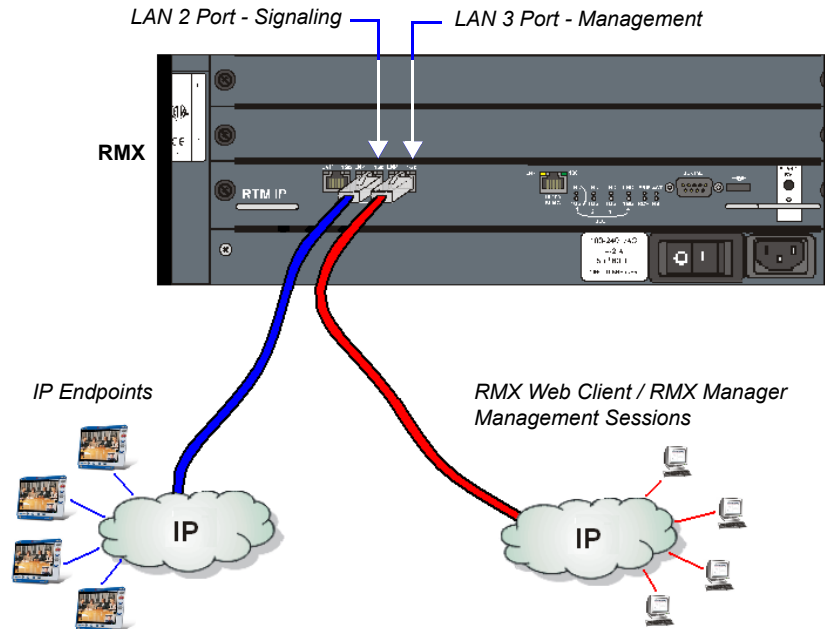 LAN 2 Port - Signaling
LAN 3 Port - Management
RMX
RTM IP
IP Endpoints
RMX Web Client / RMX Manager
Management Sessions
IP
IP